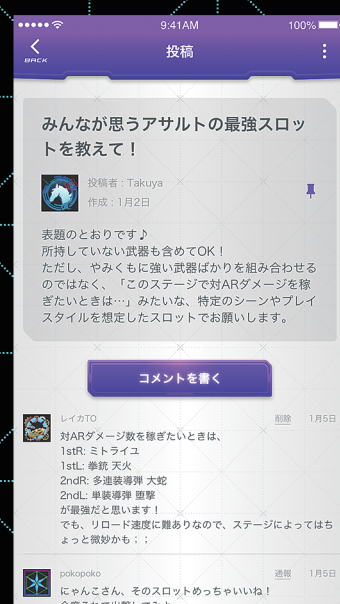 9:41AM
100%
BACK
投稿
みんなが思うアサルトの最強スロッ
トを教えて！
投稿者 : Takuya
作成 : 1月2日
表題のとおりです♪
所持していない武器も含めてOK！
ただし、やみくもに強い武器ばかりを組み合わせる
のではなく、「このステージで対ARダメージを稼
ぎたいときは…」みたいな、特定のシーンやプレイ
スタイルを想定したスロットでお願いします。
コメントを書く
レイカTO
削除
1月5日
対ARダメージ数を稼ぎたいときは、
1stR: ミトライユ
1stL: 拳銃 天火
2ndR: 多連装導弾 大蛇
2ndL: 単装導弾 堕撃
が最強だと思います！
でも、リロード速度に難ありなので、ステージによってはち
ょっと微妙かも；；
pokopoko
通報
1月5日
にゃんこさん、そのスロットめっちゃいいね！